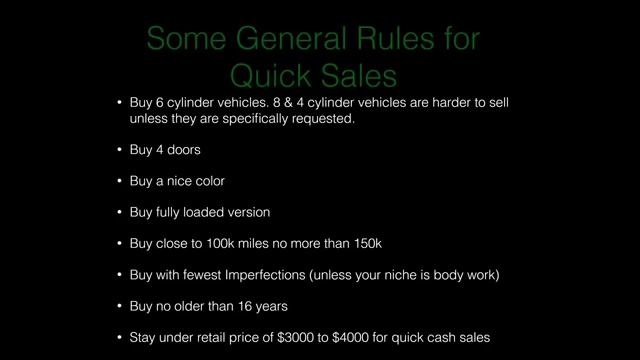 Some General Rules for
Quick Sales
• Buy 6 cylinder vehicles. 8 & 4 cylinder vehicles are harder to sell
unless they are specifically requested.
• Buy 4 doors
• Buy a nice color
• Buy fully loaded version
• Buy close to 100k miles no more than 150k
• Buy with fewest Imperfections (unless your niche is body work)
• Buy no older than 16 years
• Stay under retail price of $3000 to $4000 for quick cash sales